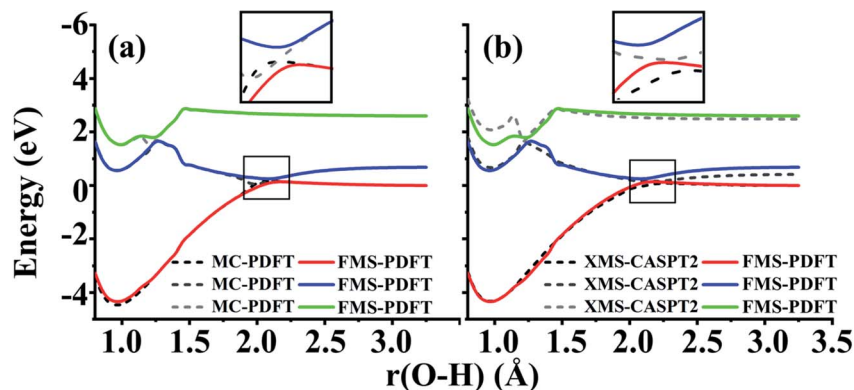 (a)
(b)
-6
4
2
0
-2
-4
Energy (eV)
MC-PDFT FMS-PDFT
MC-PDFT FMS-PDFT
MC-PDFT FMS-PDFT
XMS-CASPT2 FMS-PDFT
XMS-CASPT2 FMS-PDFT
XMS-CASPT2 FMS-PDFT
1.0 1.5 2.0 2.5 3.0 1.0 1.5 2.0 2.5 3.0 3.5
r(O-H) (Å)